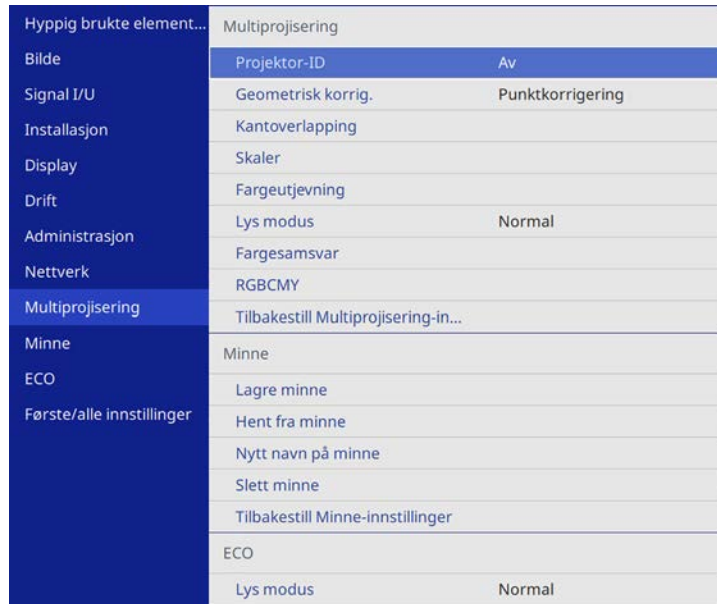 Hyppig brukte element...
Bilde
Signal I/U
Installasjon
Display
Drift
Administrasjon
Nettverk
Multiprojisering
Minne
ECO
Første/alle innstillinger
Multiprojisering
Projektor-ID Av
Geometrisk korrig. Punktkorrigering
Kantoverlapping
Skaler
Fargeutjevning
Lys modus Normal
Fargesamsvar
RGBCMY
Tilbakestill Multiprojisering-in...
Minne
Lagre minne
Hent fra minne
Nytt navn på minne
Slett minne
Tilbakestill Minne-innstillinger
ECO
Lys modus Normal